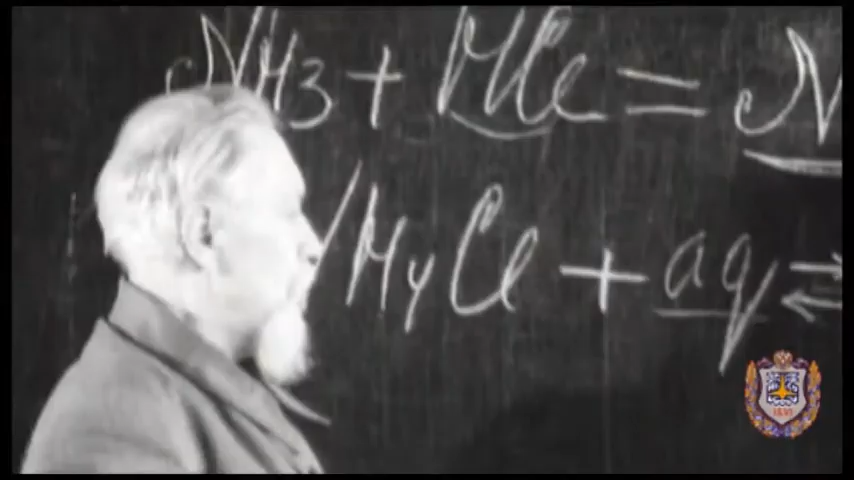 NH3 + HCl = N
NH4Cl + aq ⇌